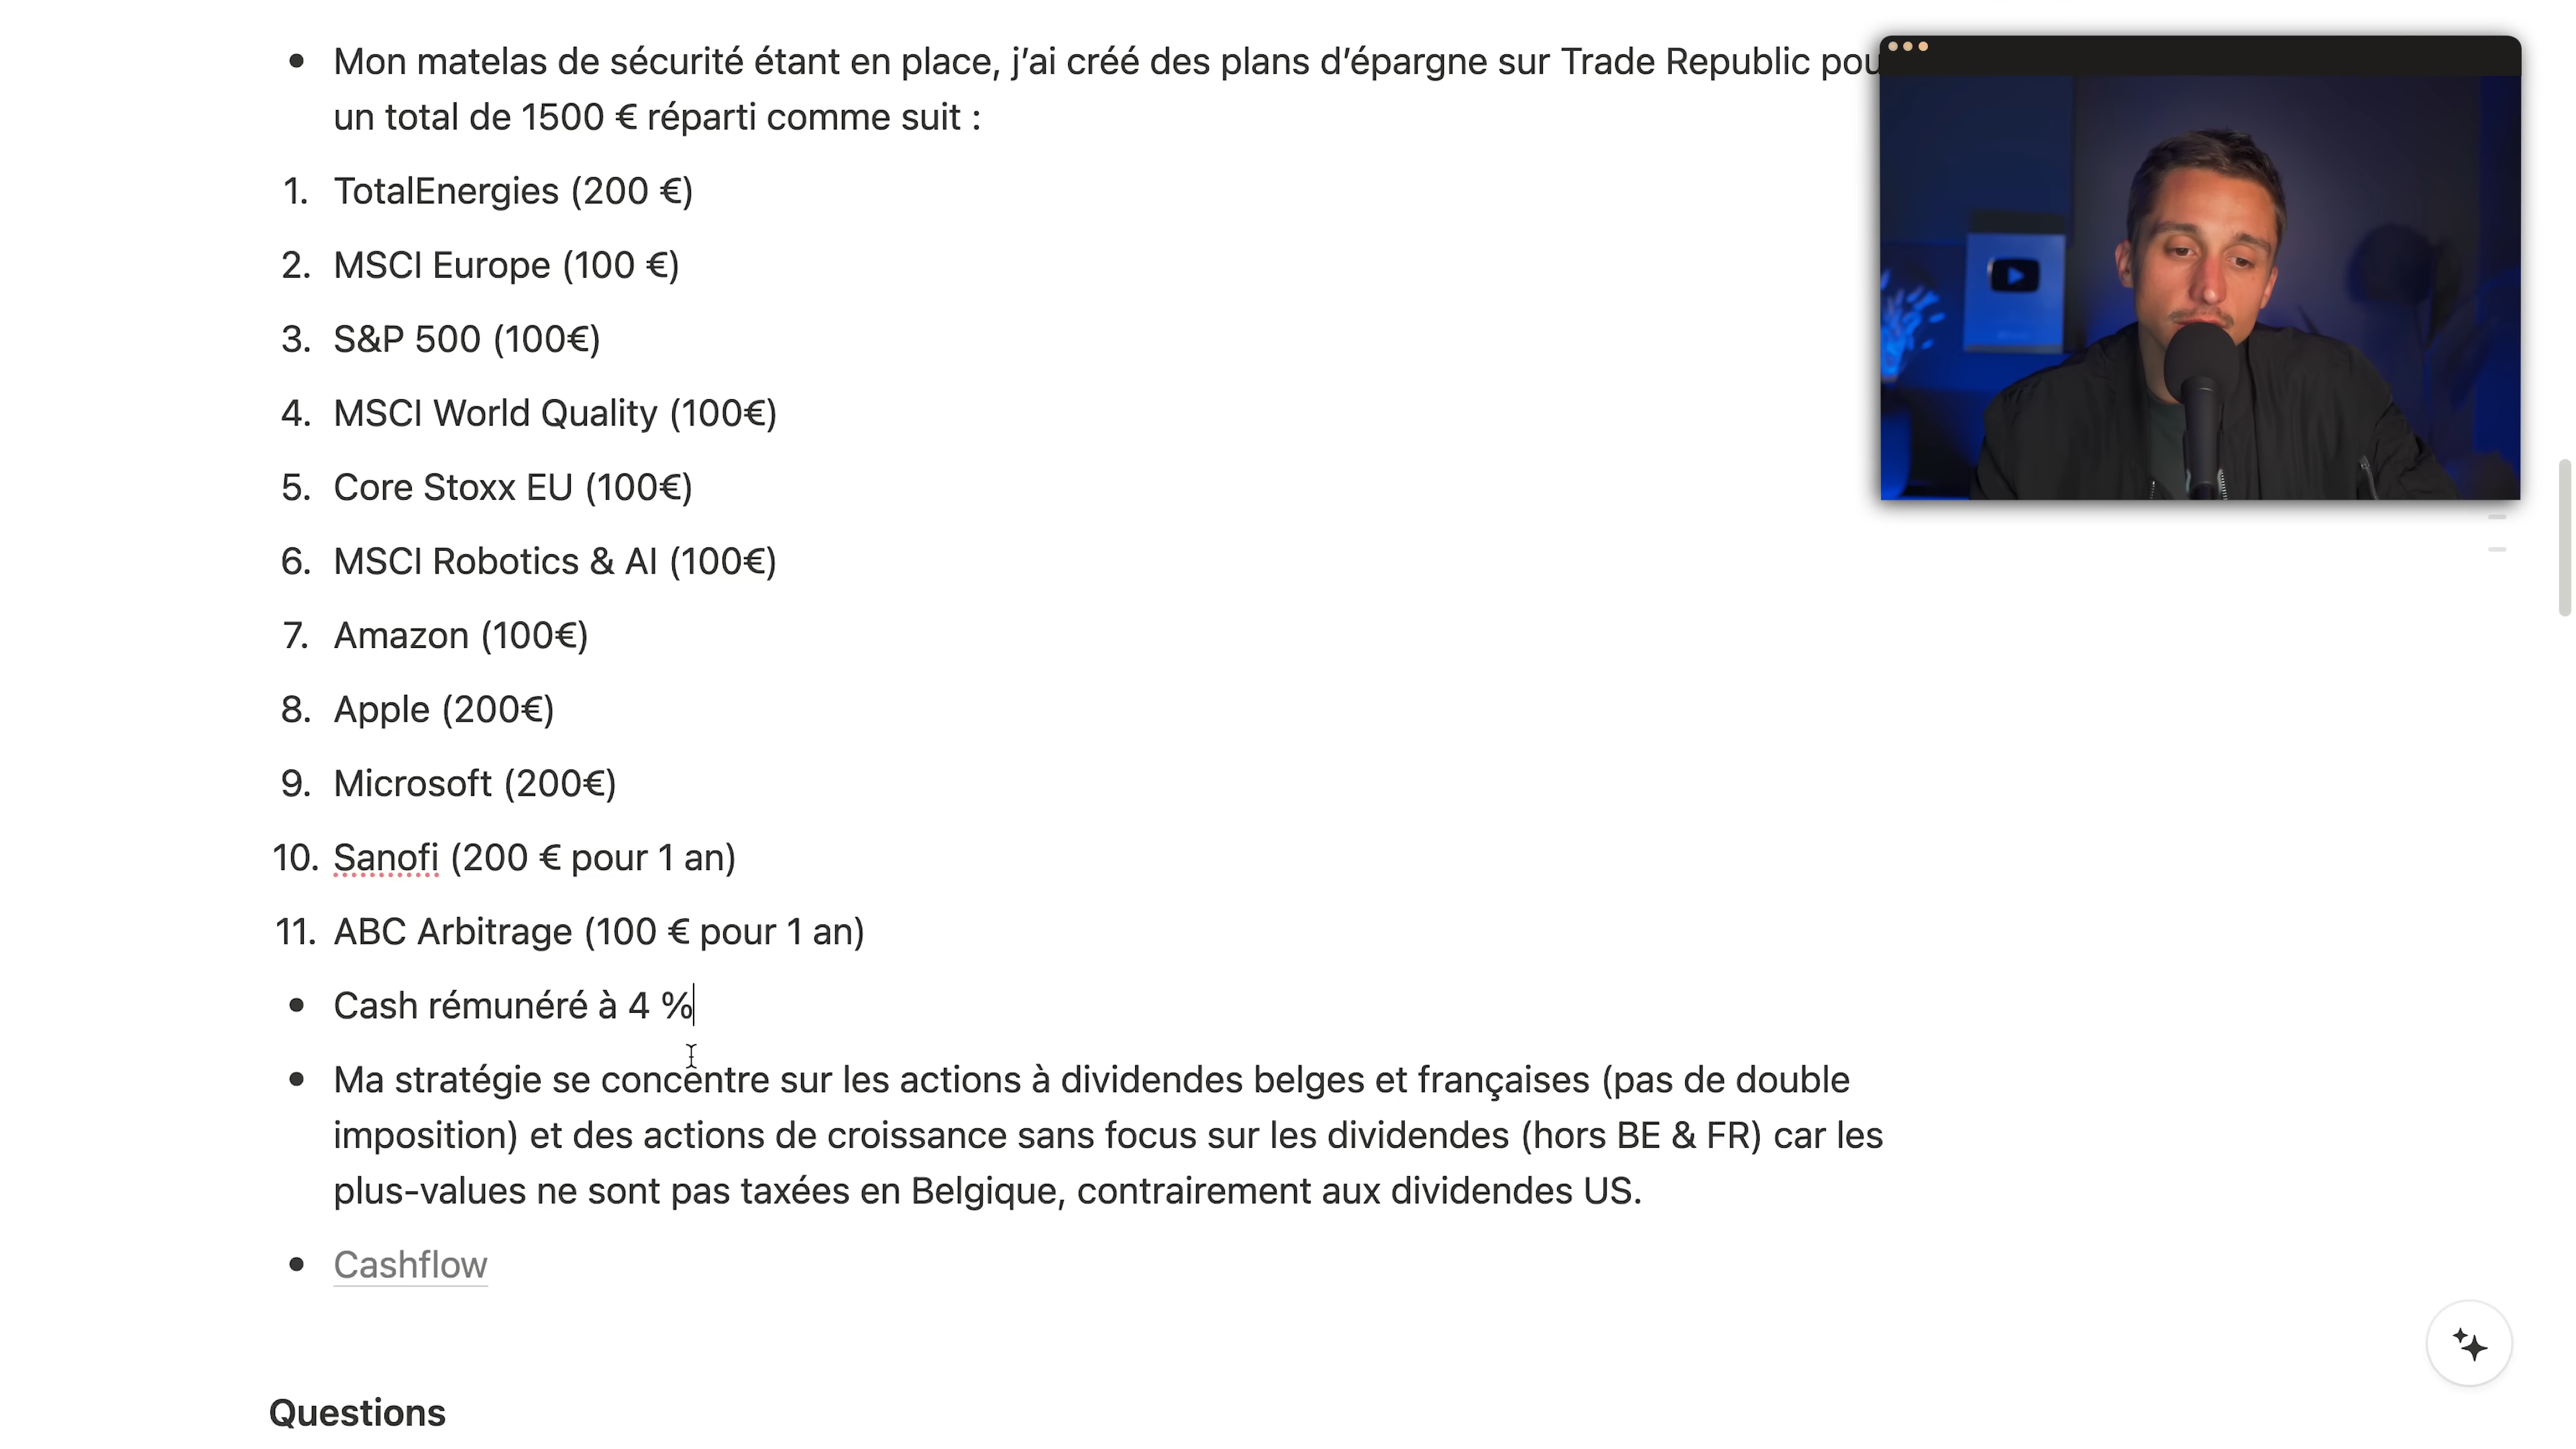 • Mon matelas de sécurité étant en place, j’ai créé des plans d’épargne sur Trade Republic
un total de 1500 € réparti comme suit :
1. TotalEnergies (200 €)
2. MSCI Europe (100 €)
3. S&P 500 (100€)
4. MSCI World Quality (100€)
5. Core Stoxx EU (100€)
6. MSCI Robotics & AI (100€)
7. Amazon (100€)
8. Apple (200€)
9. Microsoft (200€)
10. Sanofi (200 € pour 1 an)
11. ABC Arbitrage (100 € pour 1 an)
• Cash rémunéré à 4 %
• Ma stratégie se concentre sur les actions à dividendes belges et françaises (pas de double
imposition) et des actions de croissance sans focus sur les dividendes (hors BE & FR) car les
plus-values ne sont pas taxées en Belgique, contrairement aux dividendes US.
• Cashflow
Questions